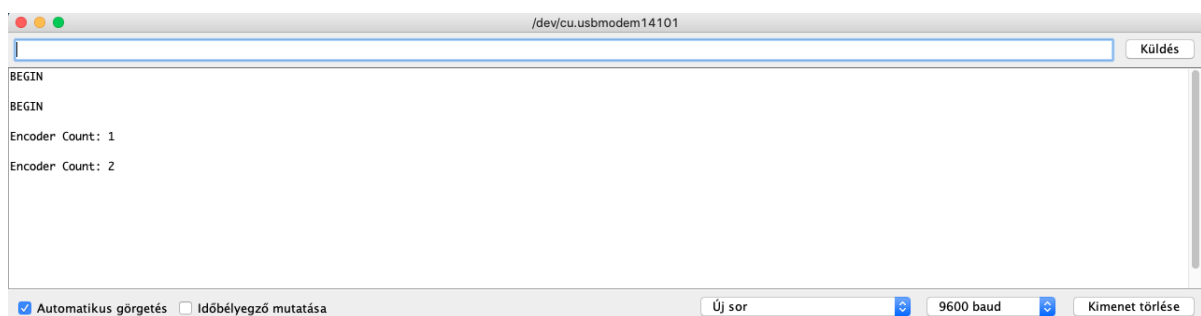 /dev/cu.usbmodem14101
Küldés
BEGIN
BEGIN
Encoder Count: 1
Encoder Count: 2
Automatikus görgetés Időbélyegző mutatása Új sor 9600 baud Kimenet törlése